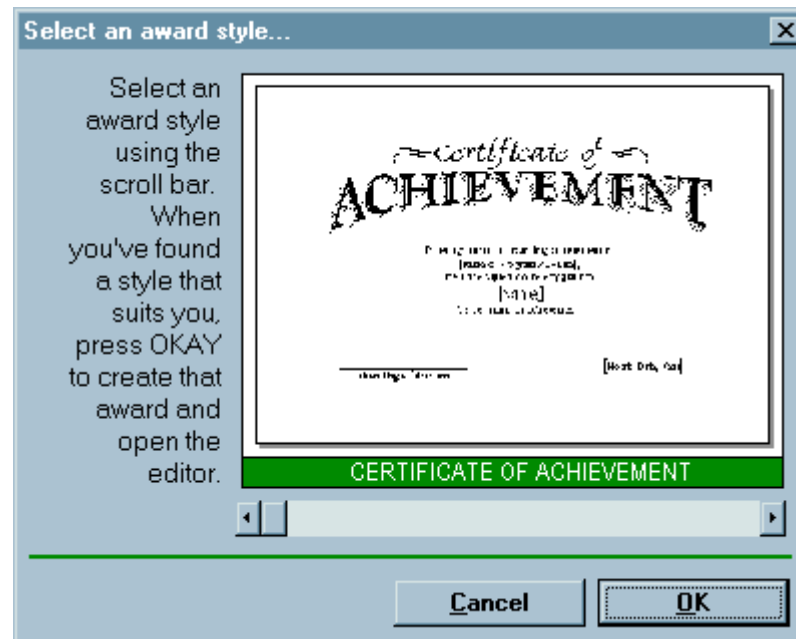 Select an award style...
Select an
award style
using the
scroll bar.
When
you've found
a style that
suits you,
press OKAY
to create that
award and
open the
editor.
Certificate of
ACHIEVEMENT
CERTIFICATE OF ACHIEVEMENT
Cancel
OK